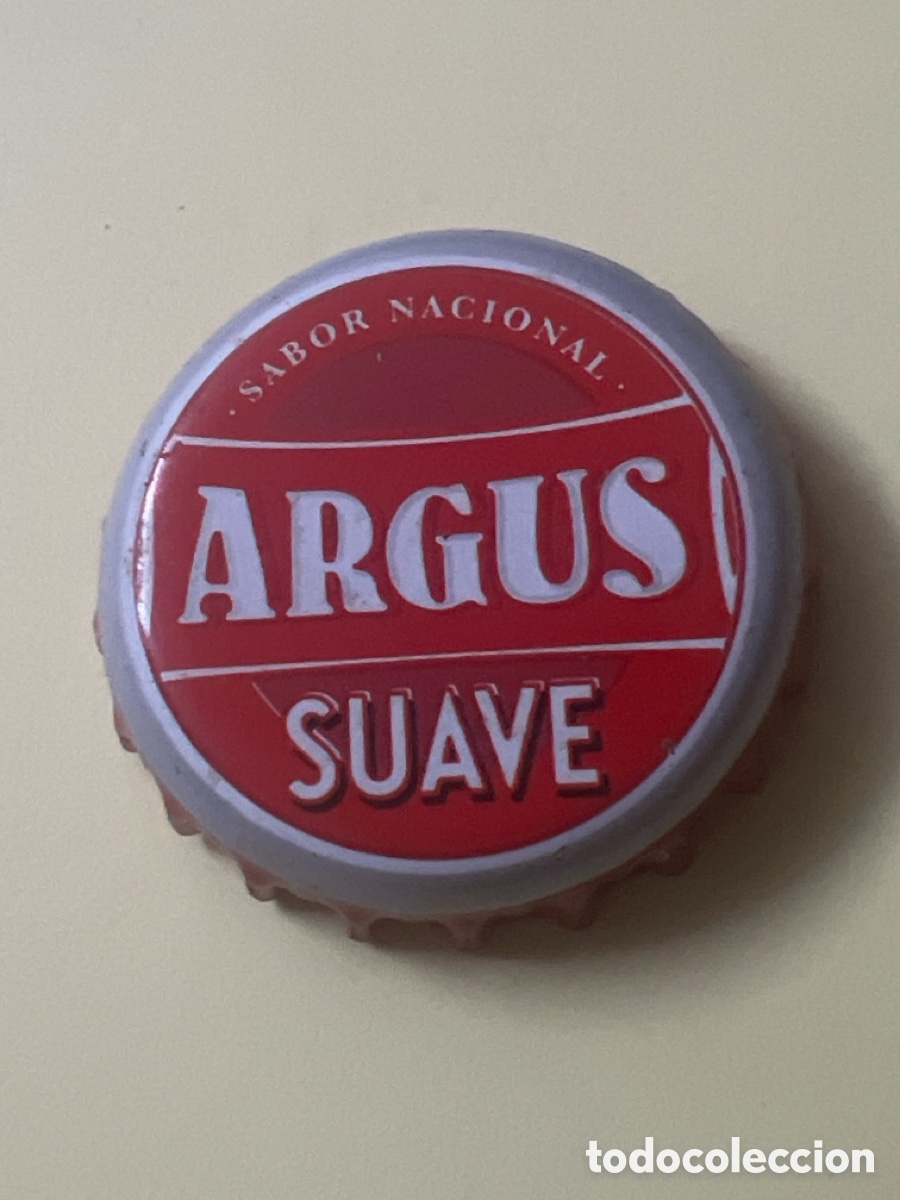 · SABOR NACIONAL ·
ARGUS
SUAVE
todocoleccion